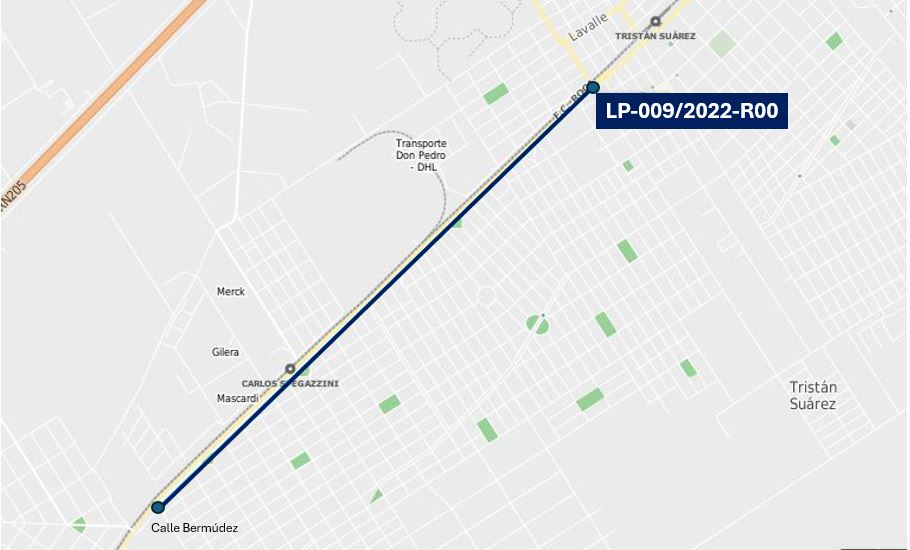 Lavalle
TRISTÁN SUÁREZ
LP-009/2022-R00
Transporte
Don Pedro
- DHL
RN205
Merck
Gilera
CARLOS SPEGAZZINI
Mascardi
Tristán
Suárez
Calle Bermúdez